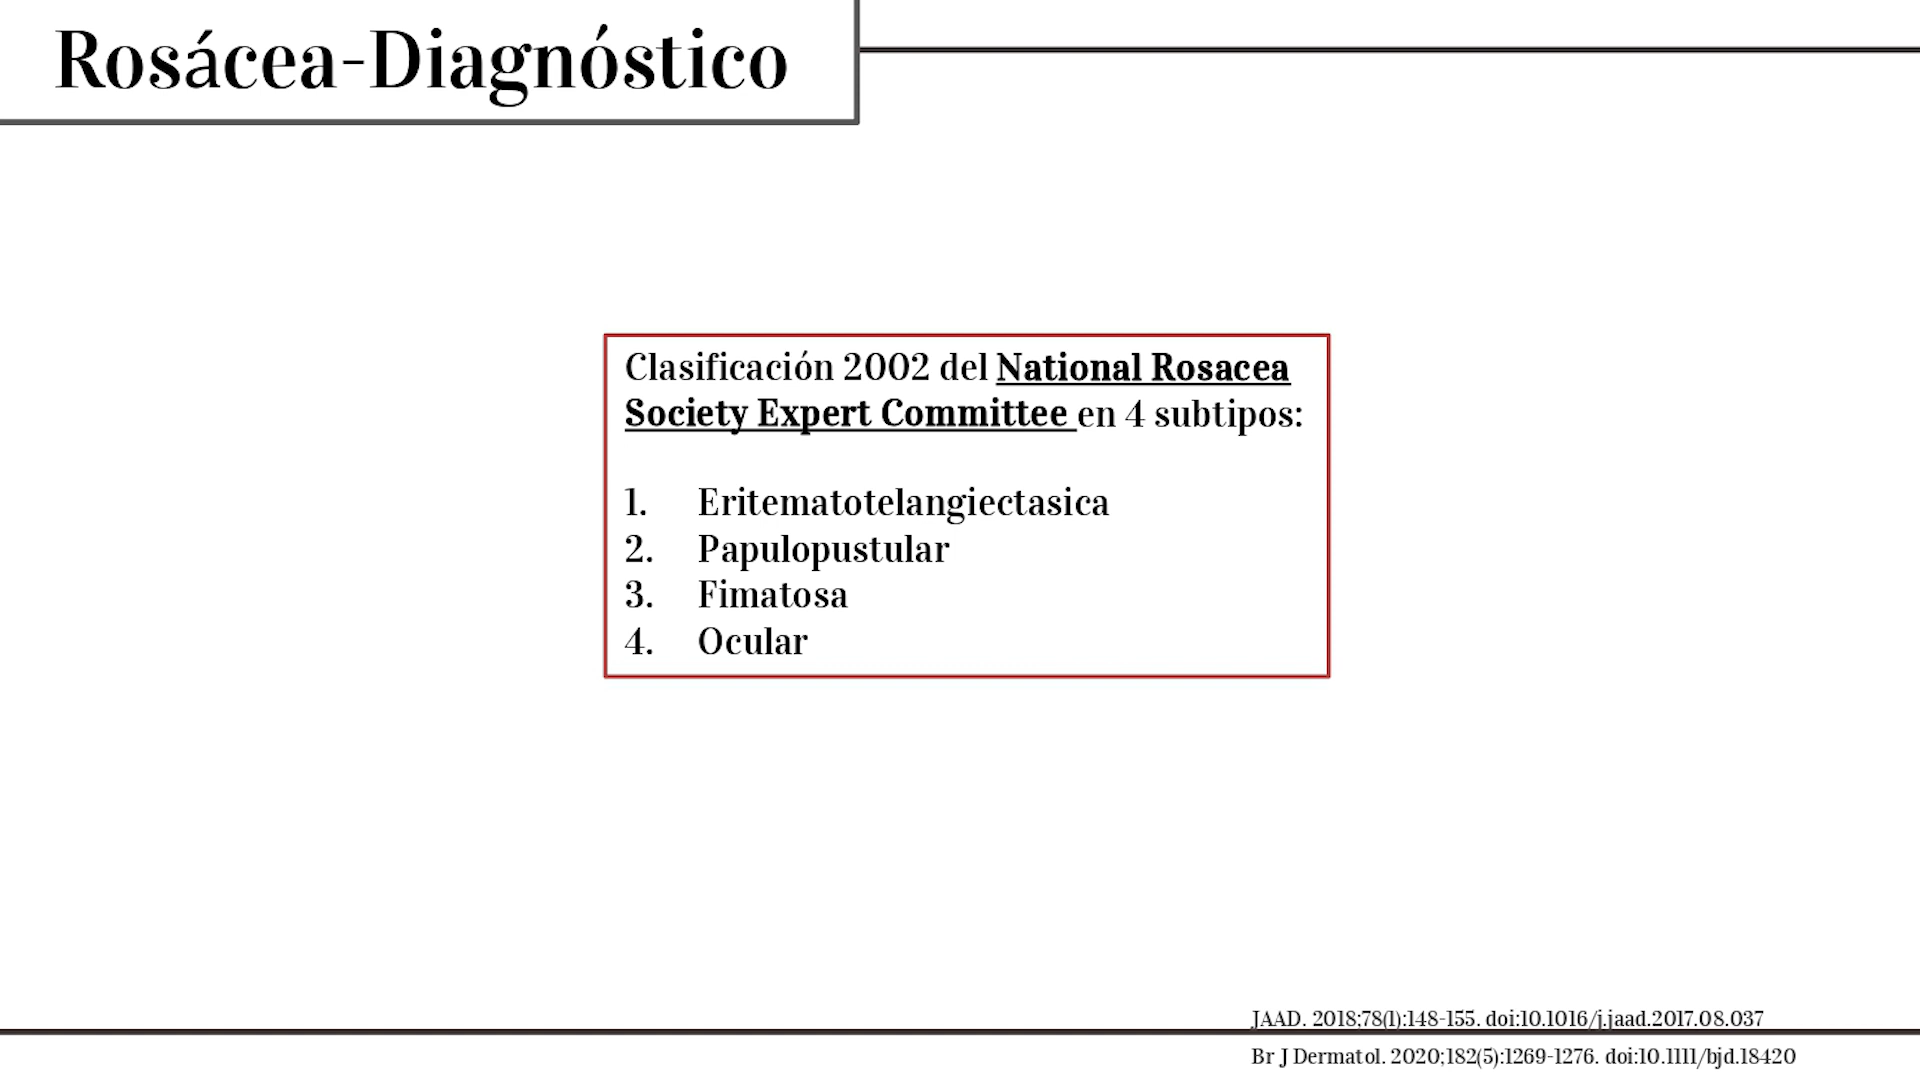 Rosácea-Diagnóstico
Clasificación 2002 del National Rosacea
Society Expert Committee en 4 subtipos:
1. Eritematotelangiectasica
2. Papulopustular
3. Fimatosa
4. Ocular
JAAD. 2018;78(1):148-155. doi:10.1016/j.jaad.2017.08.037
Br J Dermatol. 2020;182(5):1269-1276. doi:10.1111/bjd.18420